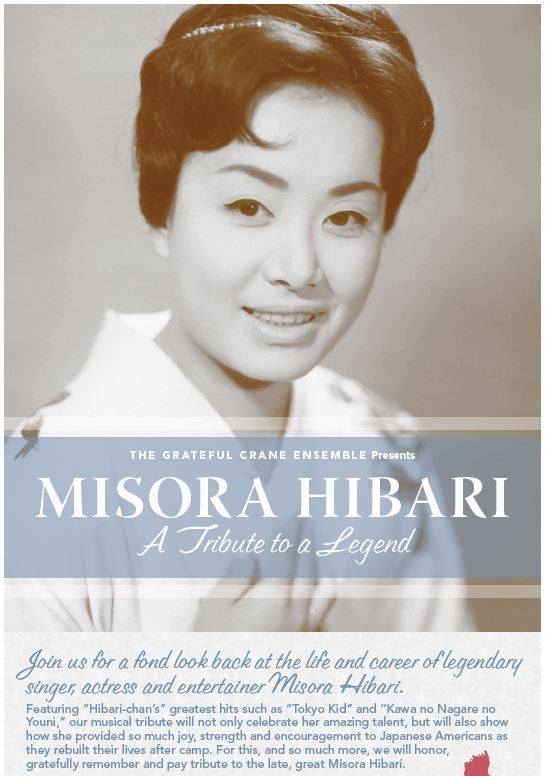 THE GRATEFUL CRANE ENSEMBLE Presents
MISORA HIBARI
A Tribute to a Legend
Join us for a fond look back at the life and career of legendary
singer, actress and entertainer Misora Hibari.
Featuring "Hibari-chan's" greatest hits such as "Tokyo Kid" and "Kawa no Nagare no
Youni," our musical tribute will not only celebrate her amazing talent, but will also show
how she provided so much joy, strength and encouragement to Japanese Americans as
they rebuilt their lives after camp. For this, and so much more, we will honor,
gratefully remember and pay tribute to the late, great Misora Hibari.